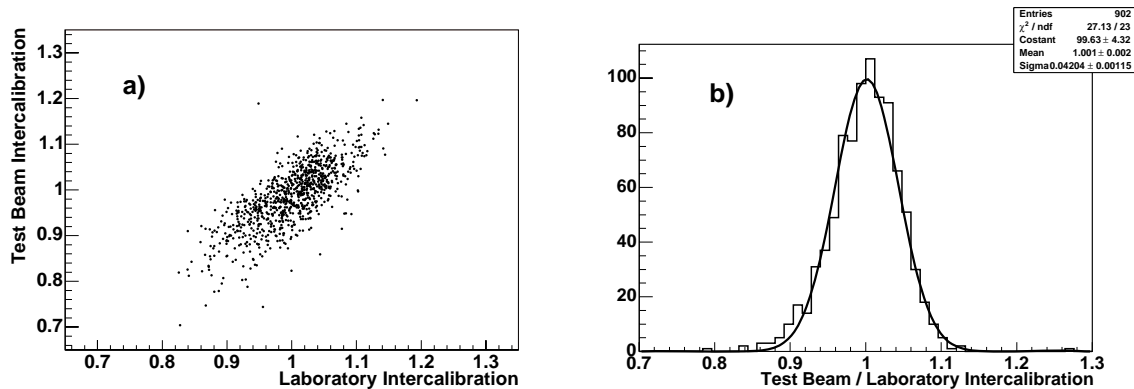 a)
Test Beam Intercalibration
1.3
1.2
1.1
1
0.9
0.8
0.7
0.7 0.8 0.9 1 1.1 1.2 1.3
Laboratory Intercalibration
Entries 902
χ² / ndf 27.13 / 23
Costant 99.63 ± 4.32
Mean 1.001 ± 0.002
Sigma 0.04204 ± 0.00115
b)
100
80
60
40
20
0
0.7 0.8 0.9 1 1.1 1.2 1.3
Test Beam / Laboratory Intercalibration